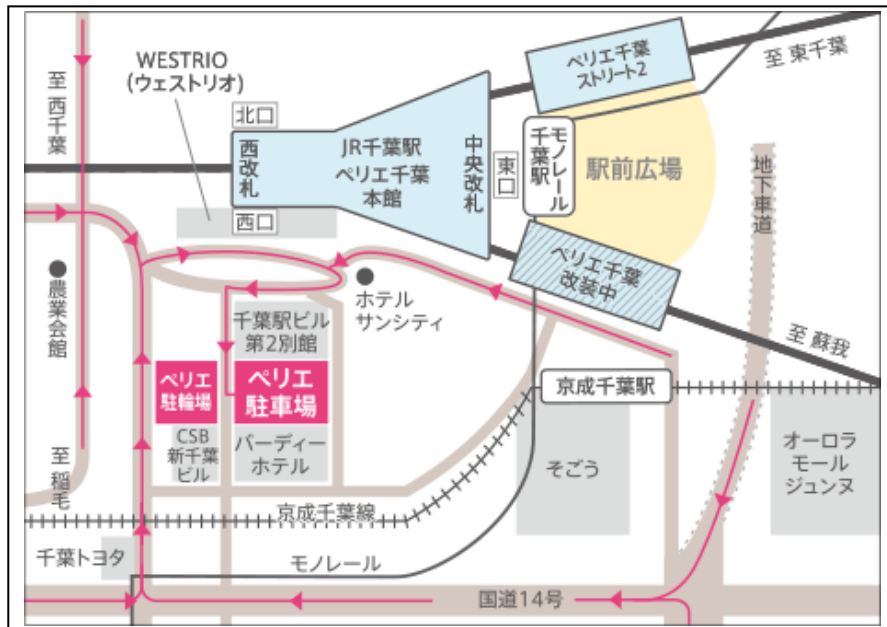 WESTRIO
(ウェストリオ)
至 西千葉
北口
西改札
西口
JR千葉駅
ペリエ千葉
本館
中央改札
東口
モノレール
千葉駅
ペリエ千葉
ストリート2
至 東千葉
駅前広場
地下車道
ペリエ千葉
改装中
至 蘇我
農業会館
ホテル
サンシティ
千葉駅ビル
第2別館
ペリエ
駐輪場
ペリエ
駐車場
京成千葉駅
CSB
新千葉
ビル
バーディー
ホテル
そごう
オーロラ
モール
ジュンヌ
至 稲毛
京成千葉線
千葉トヨタ
モノレール
国道14号